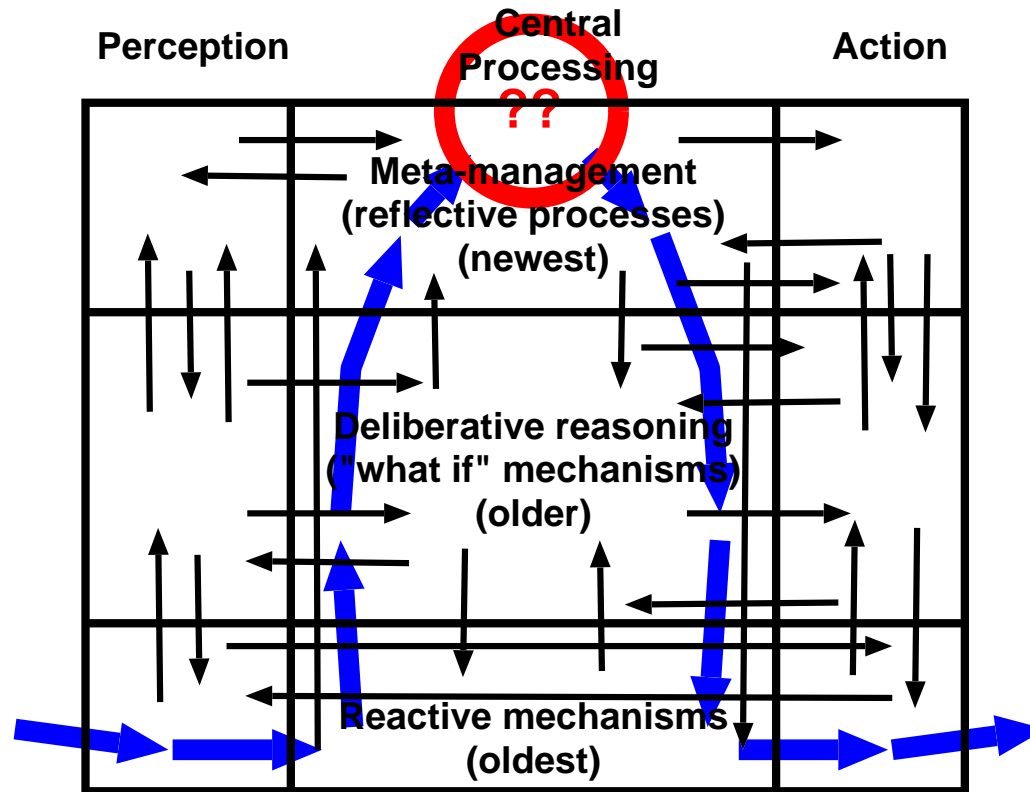 Perception
Central
Processing
Action
??
Meta-management
(reflective processes)
(newest)
Deliberative reasoning
("what if" mechanisms)
(older)
Reactive mechanisms
(oldest)